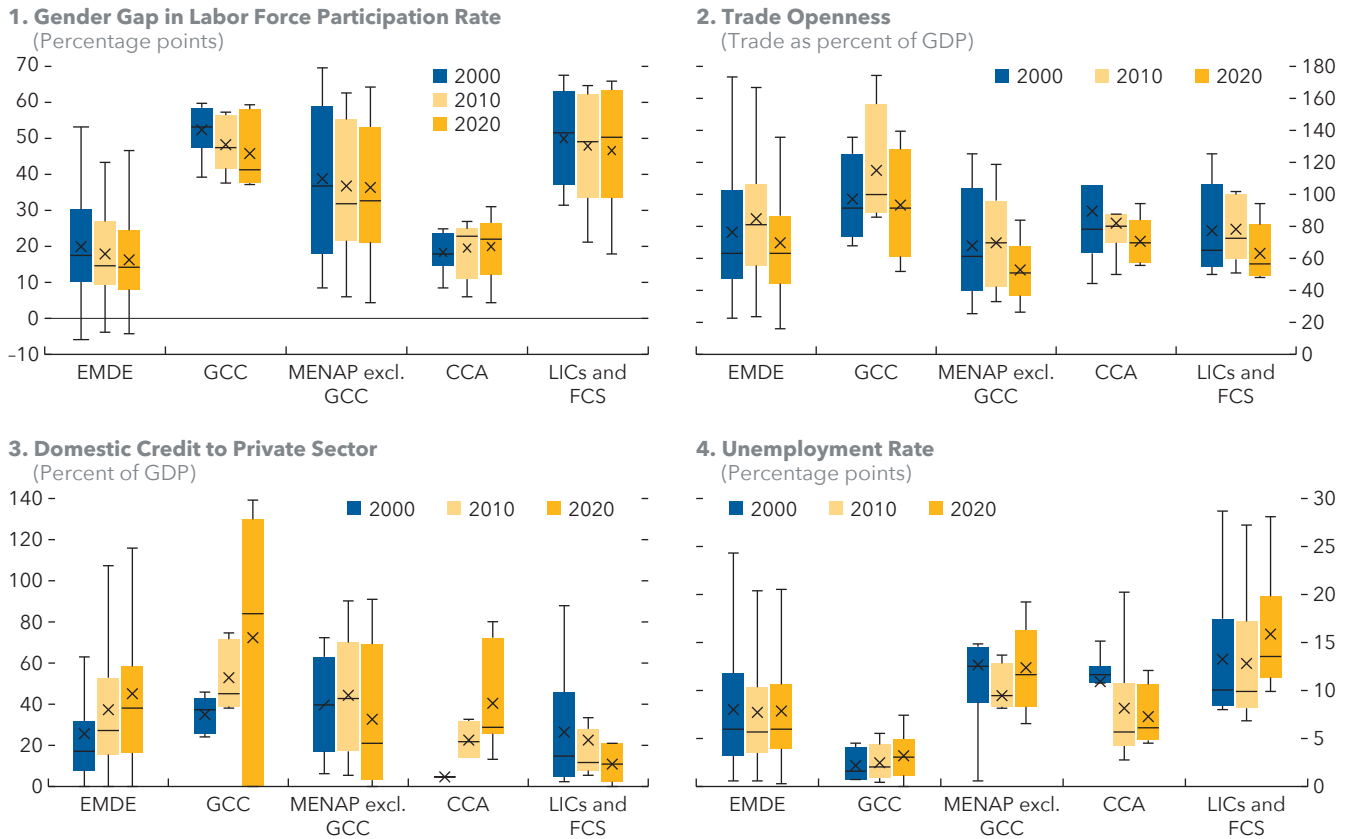 1. Gender Gap in Labor Force Participation Rate
(Percentage points)
70
60
50
40
30
20
10
0
–10
2000
2010
2020
EMDE
GCC
MENAP excl.
GCC
CCA
LICs and
FCS
2. Trade Openness
(Trade as percent of GDP)
2000
2010
2020
180
160
140
120
100
80
60
40
20
0
EMDE
GCC
MENAP excl.
GCC
CCA
LICs and
FCS
3. Domestic Credit to Private Sector
(Percent of GDP)
140
120
100
80
60
40
20
0
2000
2010
2020
EMDE
GCC
MENAP excl.
GCC
CCA
LICs and
FCS
4. Unemployment Rate
(Percentage points)
2000
2010
2020
30
25
20
15
10
5
0
EMDE
GCC
MENAP excl.
GCC
CCA
LICs and
FCS